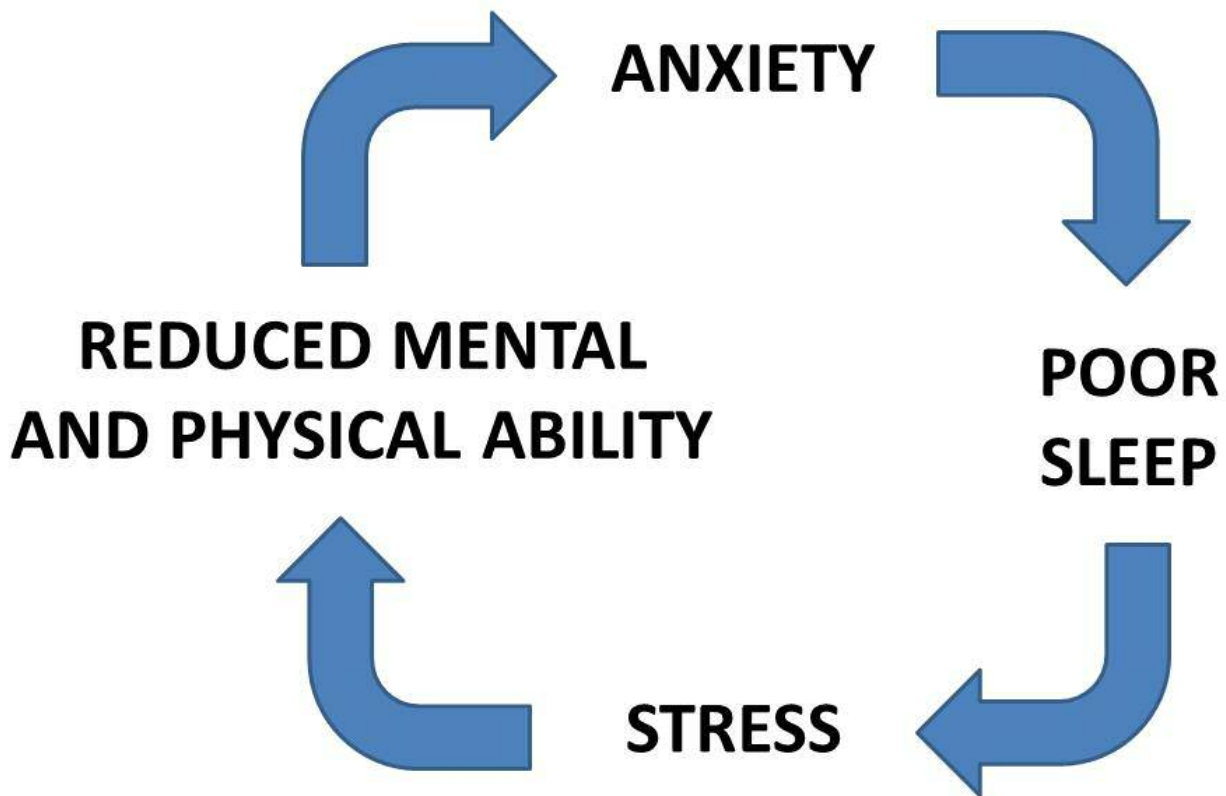 ANXIETY
POOR
SLEEP
STRESS
REDUCED MENTAL
AND PHYSICAL ABILITY